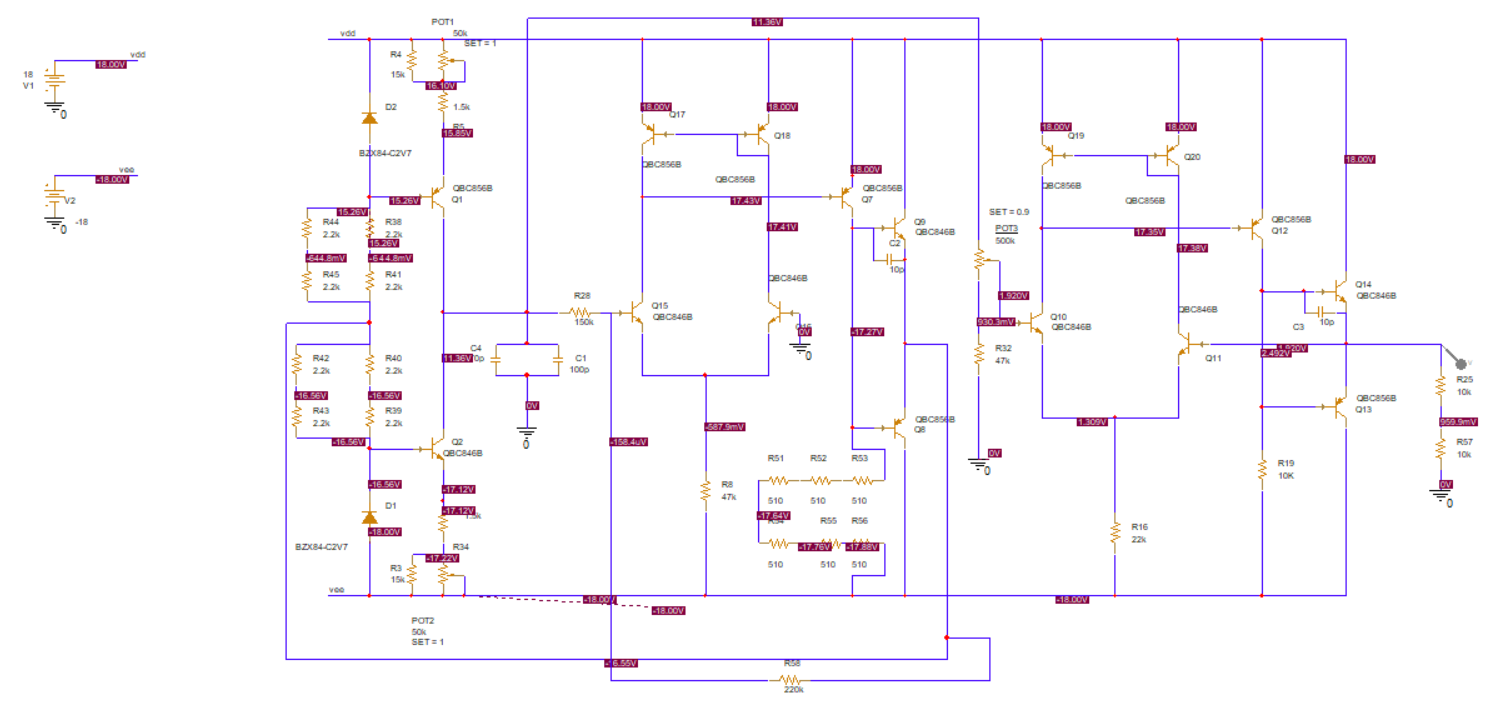 11.36V
POT1
50k
SET = 1
vdd
vdd
18.00V
18
V1
0
R4
15k
16.10V
1.5k
R5
15.85V
D2
BZX84-C2V7
18.00V
Q17
18.00V
Q18
QBC856B
QBC856B
18.00V
Q19
18.00V
Q20
QBC856B
QBC856B
18.00V
18.00V
vee
-18.00V
V2
-18
0
QBC856B
Q1
15.26V
15.26V
R44
2.2k
R38
2.2k
15.26V
-644.8mV
-644.8mV
R45
2.2k
R41
2.2k
17.43V
17.41V
QBC856B
Q7
Q9
QBC846B
C2
10p
SET = 0.9
POT3
500k
17.35V
17.38V
QBC856B
Q12
Q14
QBC846B
C3
10p
R28
150k
Q15
QBC846B
QBC846B
0V
0
-17.27V
1.920V
930.3mV
Q10
QBC846B
QBC846B
Q11
2.492V
R42
2.2k
R40
2.2k
11.36V
C4
C1
100p
-16.56V
-16.56V
R43
2.2k
R39
2.2k
0V
0
R32
47k
R25
10k
959.9mV
R57
10k
0V
0
-16.56V
Q2
QBC846B
-158.4uV
-587.9mV
QBC856B
Q8
1.309V
QBC856B
Q13
0V
0
-16.56V
D1
-18.00V
BZX84-C2V7
-17.12V
-17.12V
R34
-17.22V
R3
15k
R8
47k
R51
R52
R53
510
510
510
-17.64V
R55
R56
-17.76V
-17.88V
510
510
510
R19
10K
R16
22k
vee
-18.00V
-18.00V
-18.00V
POT2
50k
SET = 1
-16.55V
R58
220k